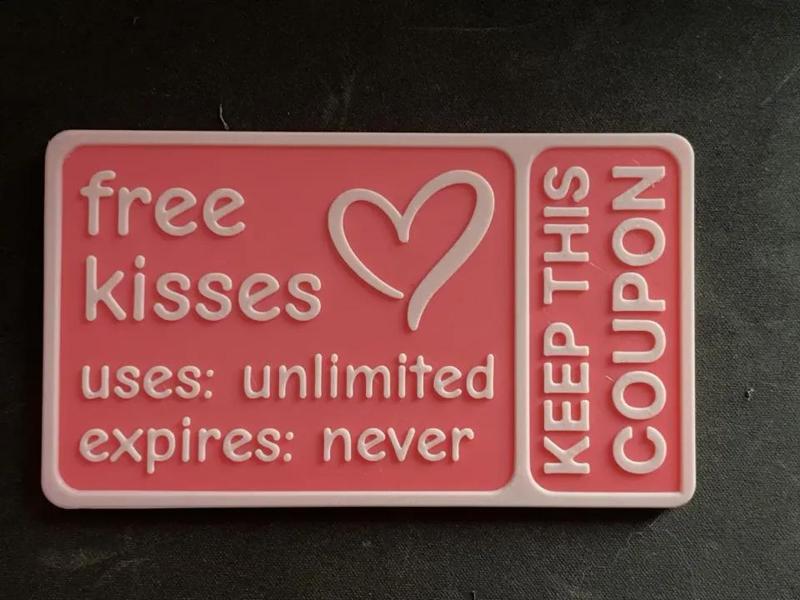 free
kisses
uses: unlimited
expires: never
KEEP THIS
COUPON